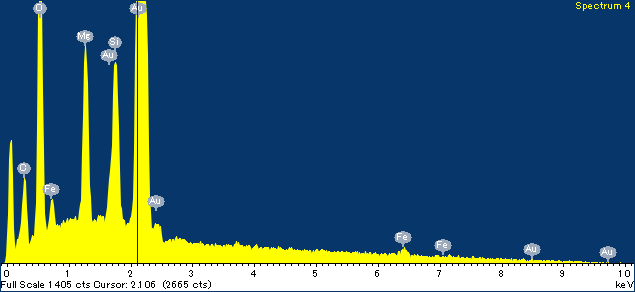 Spectrum 4
O
Au
Mg
Si
Au
C
Fe
Au
Fe
Fe
Au
Au
0 1 2 3 4 5 6 7 8 9 10
Full Scale 1405 cts Cursor: 2.106 (2665 cts) keV